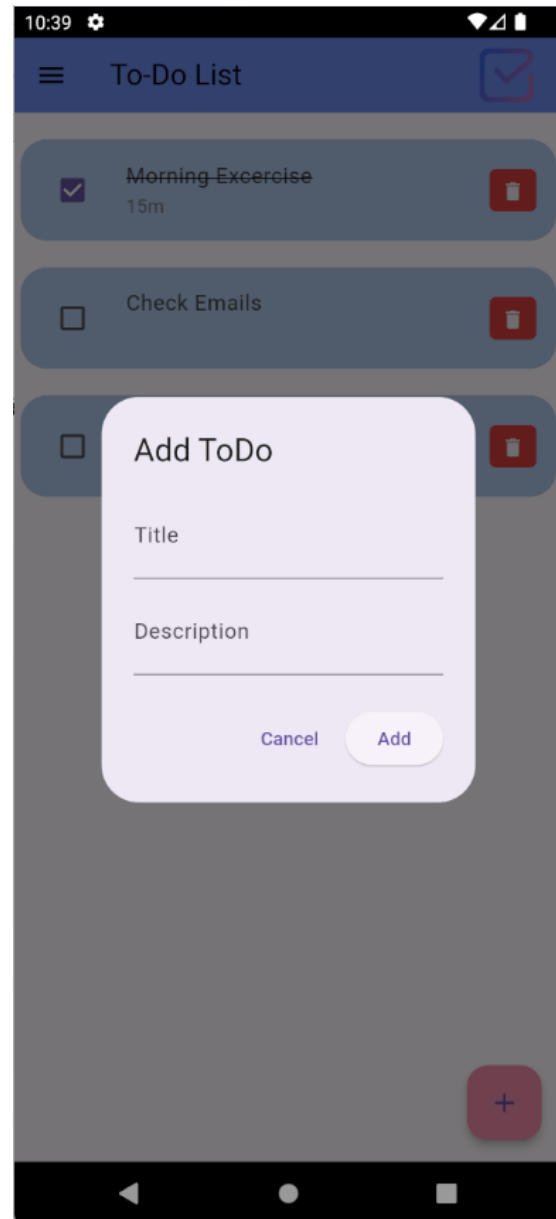 10:39
To-Do List
Morning Excercise
15m
Check Emails
Add ToDo
Title
Description
Cancel
Add